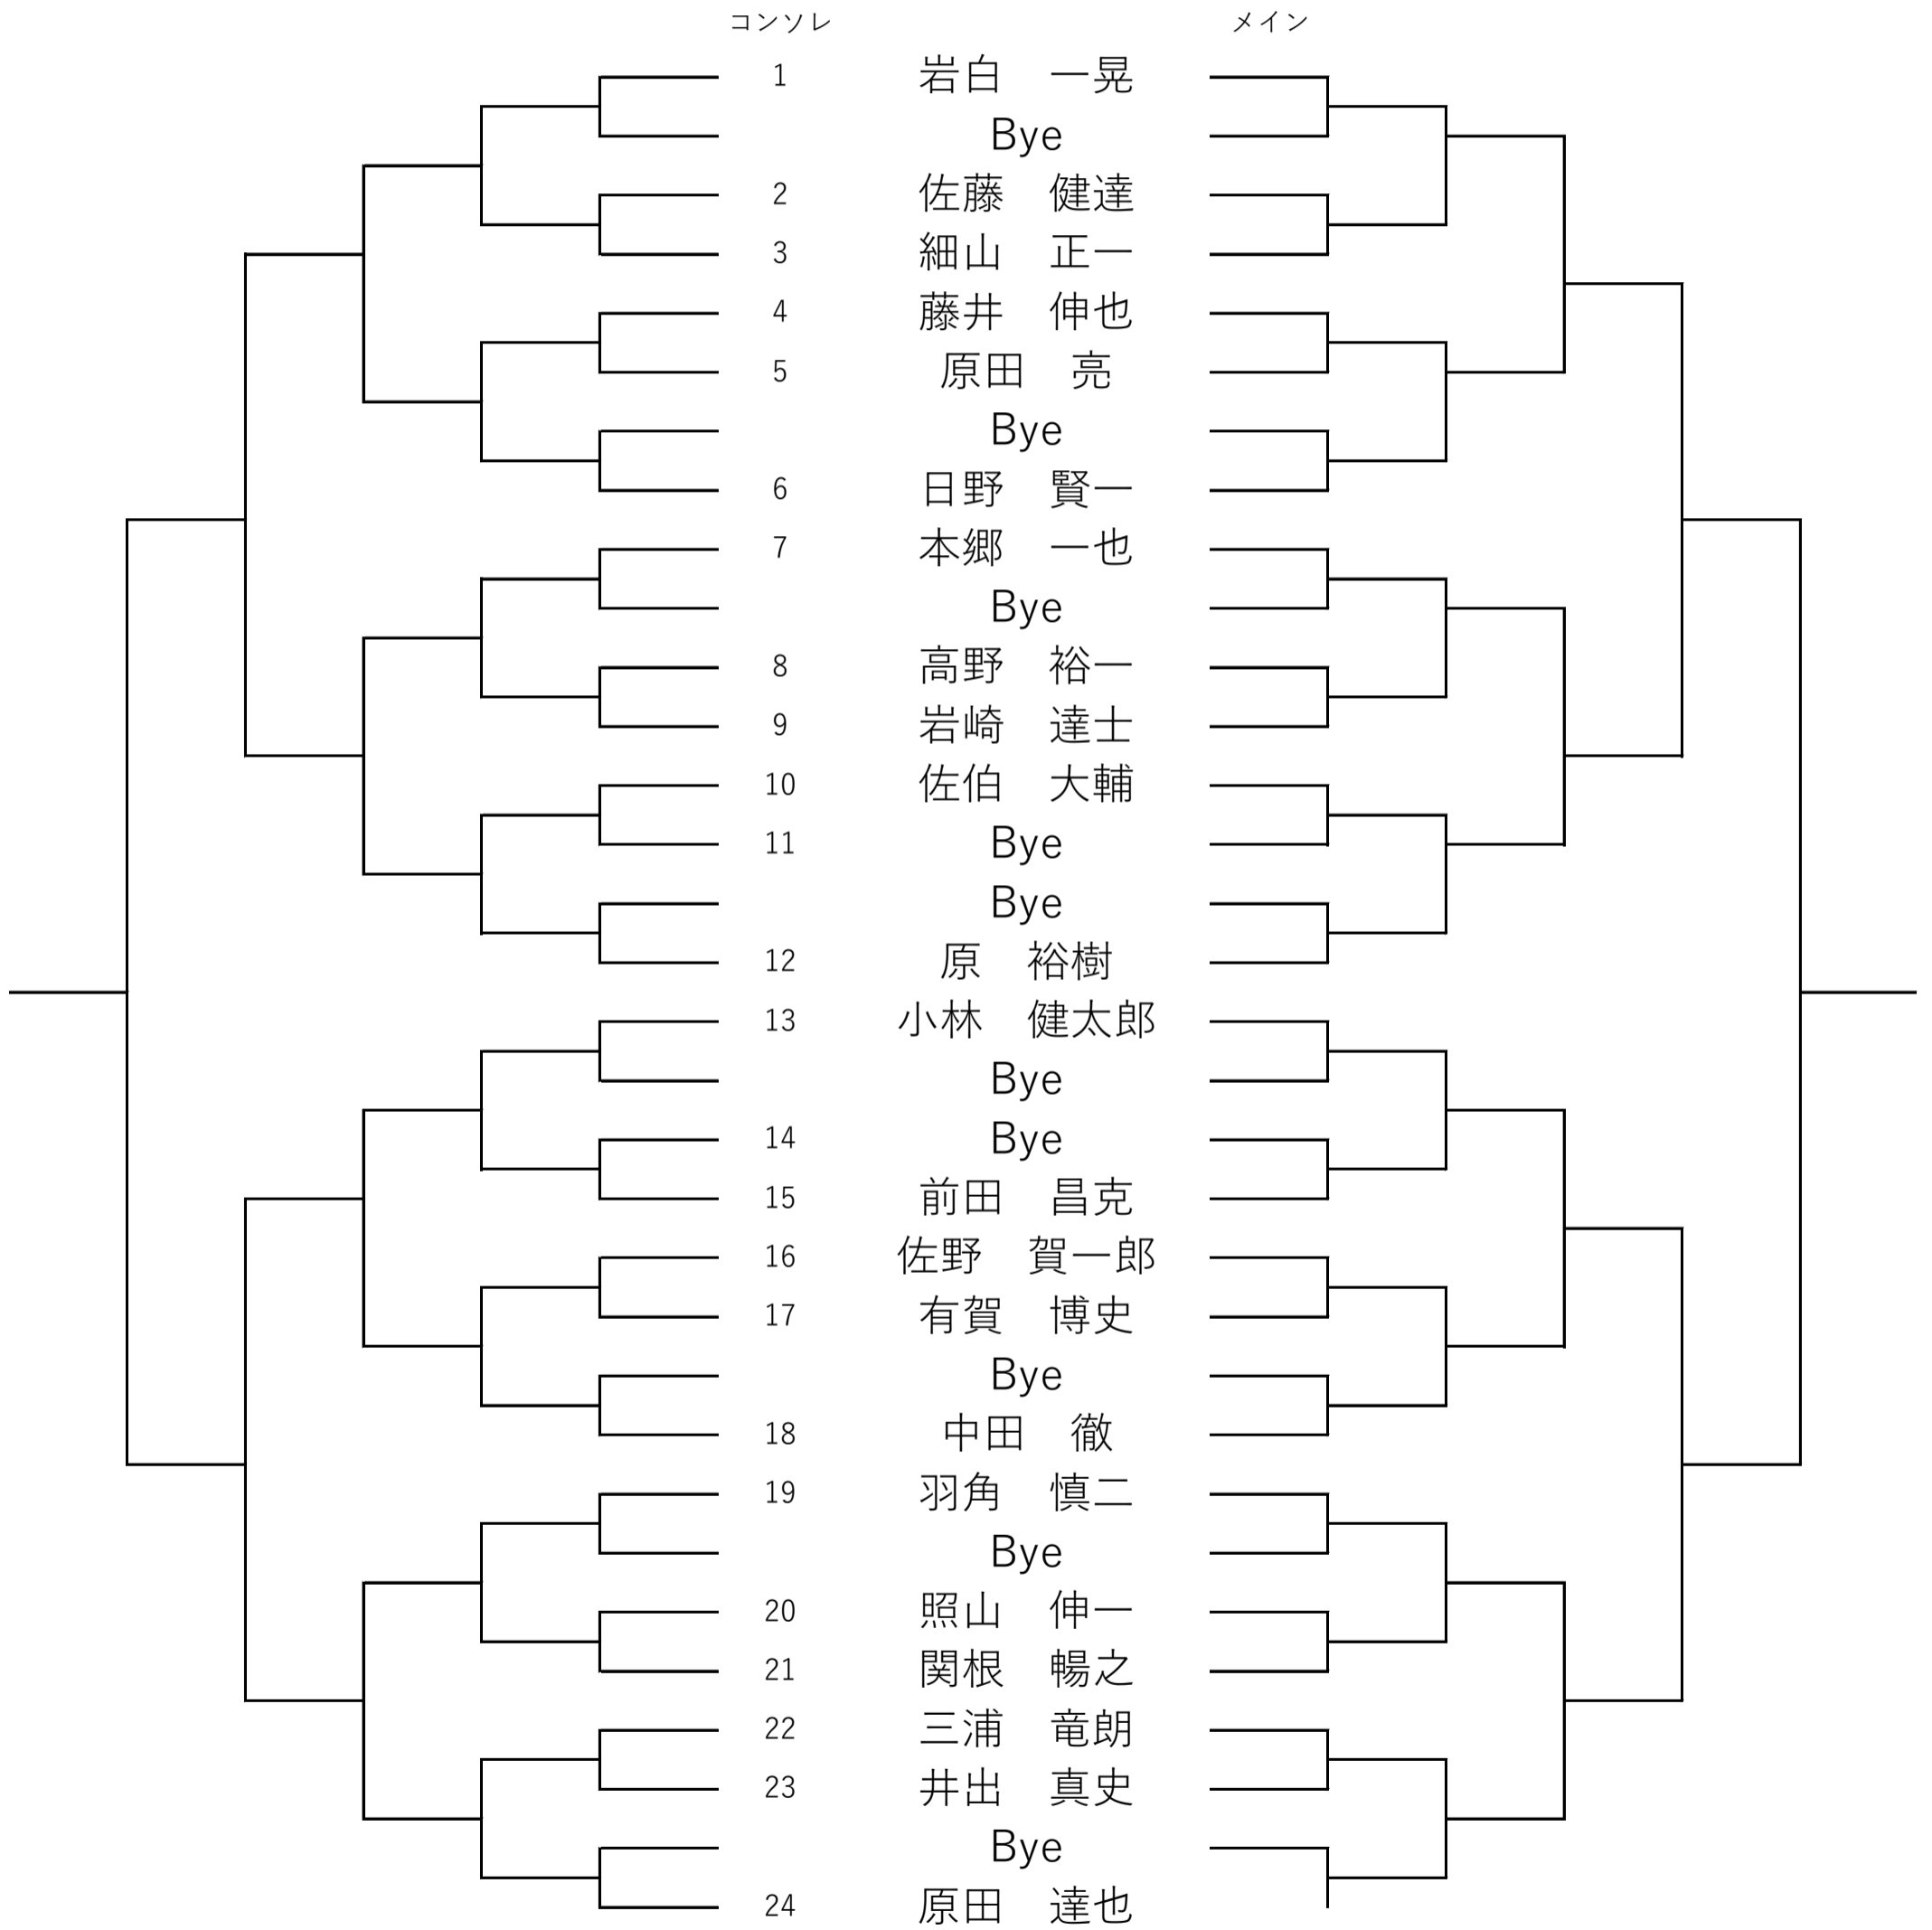 コンソレ メイン
1 岩白 一晃
Bye
2 佐藤 健達
3 細山 正一
4 藤井 伸也
5 原田 亮
Bye
6 日野 賢一
7 本郷 一也
Bye
8 高野 裕一
9 岩崎 達士
10 佐伯 大輔
11 Bye
Bye
12 原 裕樹
13 小林 健太郎
Bye
14 Bye
15 前田 昌克
16 佐野 賀一郎
17 有賀 博史
Bye
18 中田 徹
19 羽角 慎二
Bye
20 照山 伸一
21 関根 暢之
22 三浦 竜朗
23 井出 真史
Bye
24 原田 達也